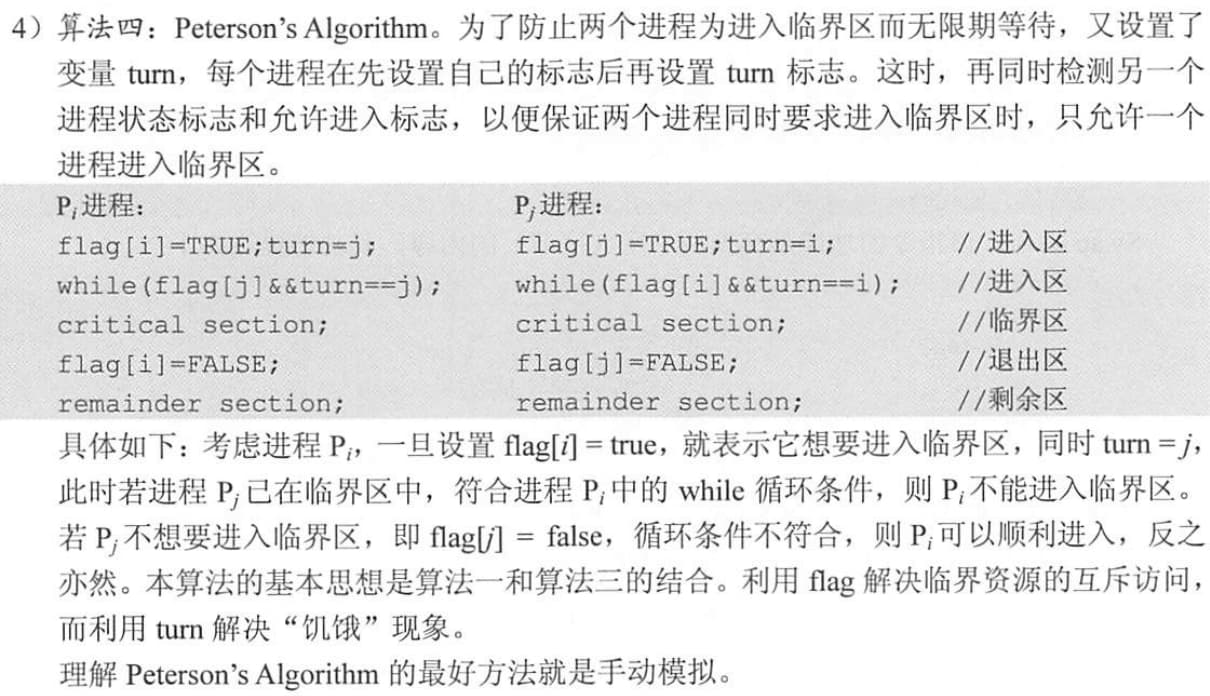 4）算法四：Peterson's Algorithm。为了防止两个进程为进入临界区而无限期等待，又设置了
变量 turn，每个进程在先设置自己的标志后再设置 turn 标志。这时，再同时检测另一个
进程状态标志和允许进入标志，以便保证两个进程同时要求进入临界区时，只允许一个
进程进入临界区。
Pi进程： Pj进程：
flag[i]=TRUE;turn=j; flag[j]=TRUE;turn=i; //进入区
while(flag[j]&&turn==j); while(flag[i]&&turn==i); //进入区
critical section; critical section; //临界区
flag[i]=FALSE; flag[j]=FALSE; //退出区
remainder section; remainder section; //剩余区
具体如下：考虑进程 Pi，一旦设置 flag[i] = true，就表示它想要进入临界区，同时 turn = j，
此时若进程 Pj已在临界区中，符合进程 Pi中的 while 循环条件，则 Pi不能进入临界区。
若 Pj不想要进入临界区，即 flag[j] = false，循环条件不符合，则 Pi可以顺利进入，反之
亦然。本算法的基本思想是算法一和算法三的结合。利用 flag 解决临界资源的互斥访问，
而利用 turn 解决“饥饿”现象。
理解 Peterson's Algorithm 的最好方法就是手动模拟。